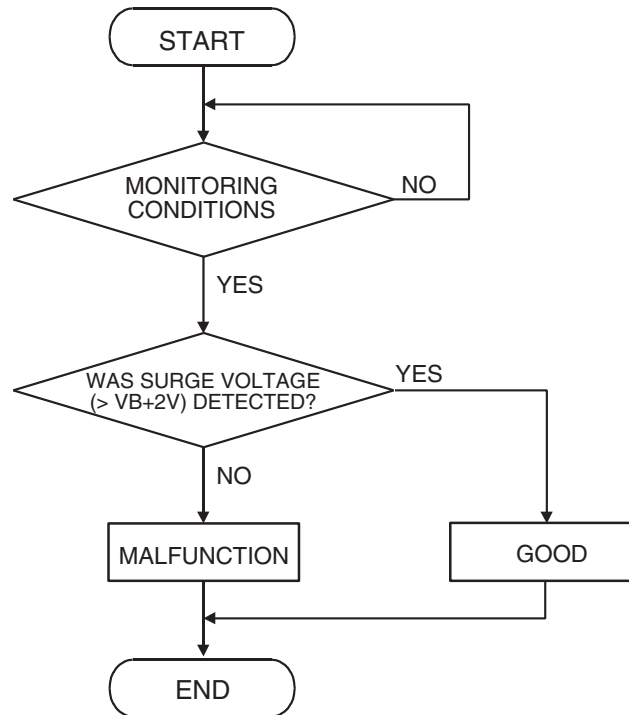 START
MONITORING
CONDITIONS
NO
YES
WAS SURGE VOLTAGE
(> VB+2V) DETECTED?
YES
NO
MALFUNCTION
GOOD
END